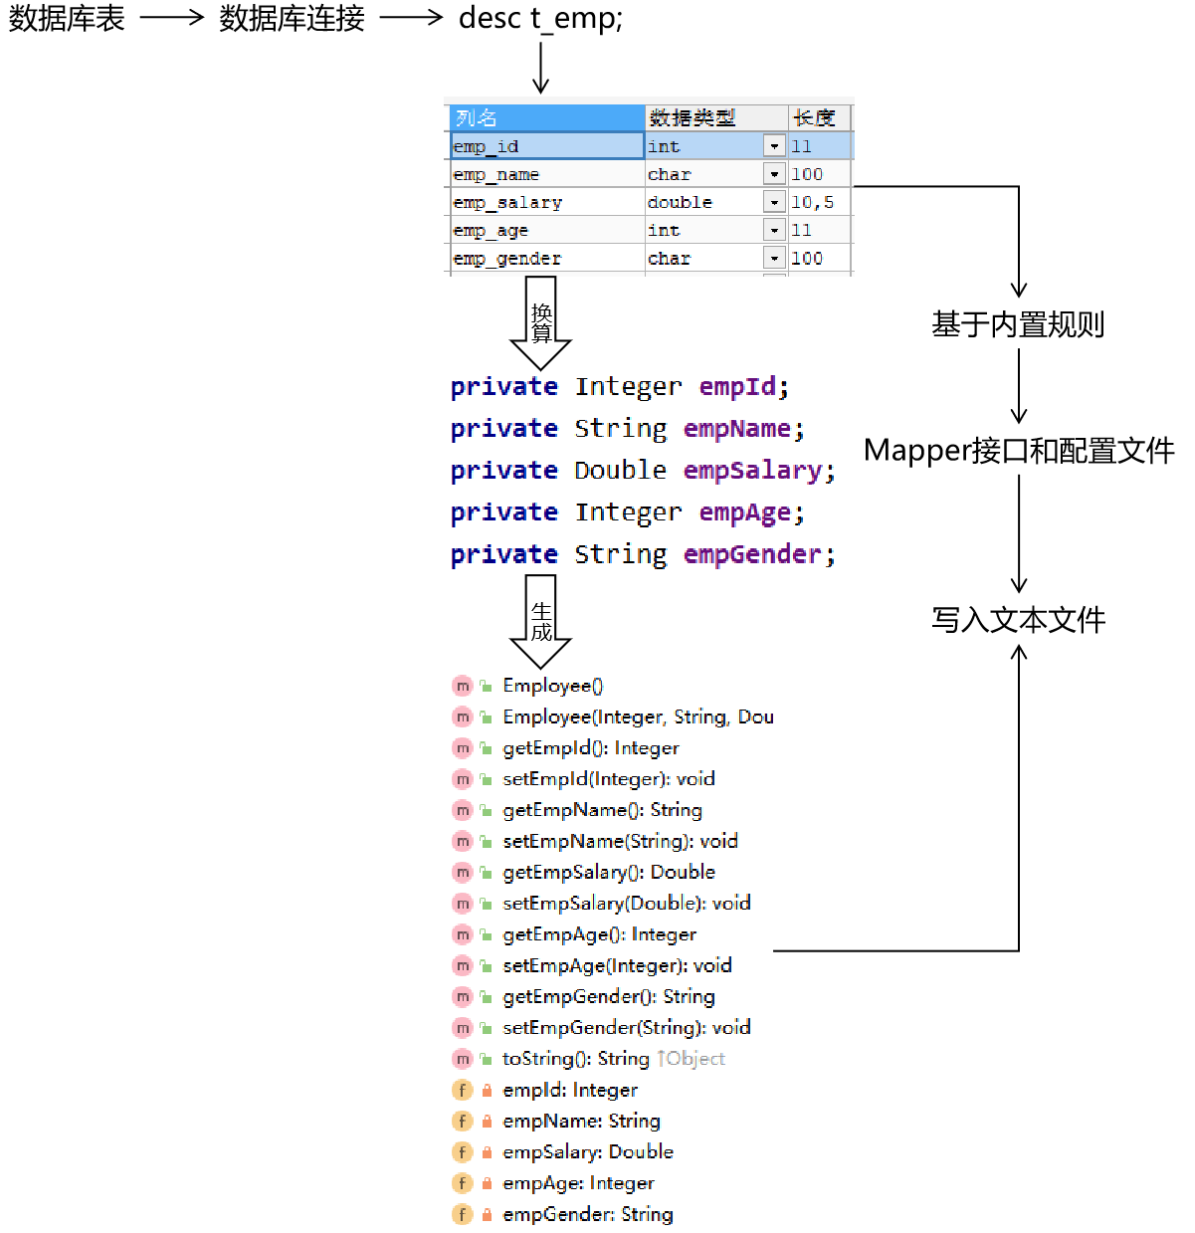 数据库表 数据库连接 desc t_emp;
列名 数据类型 长度
emp_id int 11
emp_name char 100
emp_salary double 10,5
emp_age int 11
emp_gender char 100
换算
基于内置规则
private Integer empId;
private String empName;
Mapper接口和配置文件
private Double empSalary;
private Integer empAge;
private String empGender;
生成
写入文本文件
m Employee()
m Employee(Integer, String, Dou
m getEmpId(): Integer
m setEmpId(Integer): void
m getEmpName(): String
m setEmpName(String): void
m getEmpSalary(): Double
m setEmpSalary(Double): void
m getEmpAge(): Integer
m setEmpAge(Integer): void
m getEmpGender(): String
m setEmpGender(String): void
m toString(): String ↑Object
f empId: Integer
f empName: String
f empSalary: Double
f empAge: Integer
f empGender: String